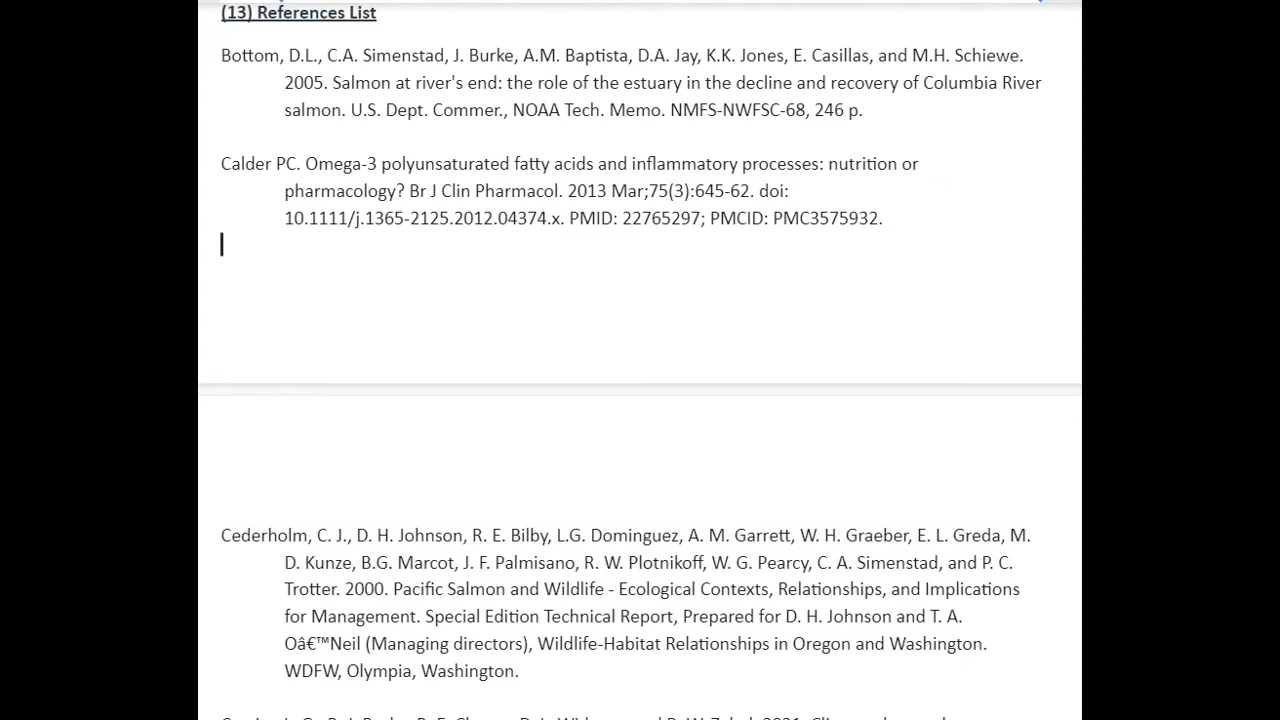 (13) References List
Bottom, D.L., C.A. Simenstad, J. Burke, A.M. Baptista, D.A. Jay, K.K. Jones, E. Casillas, and M.H. Schiewe.
2005. Salmon at river's end: the role of the estuary in the decline and recovery of Columbia River
salmon. U.S. Dept. Commer., NOAA Tech. Memo. NMFS-NWFSC-68, 246 p.
Calder PC. Omega-3 polyunsaturated fatty acids and inflammatory processes: nutrition or
pharmacology? Br J Clin Pharmacol. 2013 Mar;75(3):645-62. doi:
10.1111/j.1365-2125.2012.04374.x. PMID: 22765297; PMCID: PMC3575932.
Cederholm, C. J., D. H. Johnson, R. E. Bilby, L.G. Dominguez, A. M. Garrett, W. H. Graeber, E. L. Greda, M.
D. Kunze, B.G. Marcot, J. F. Palmisano, R. W. Plotnikoff, W. G. Pearcy, C. A. Simenstad, and P. C.
Trotter. 2000. Pacific Salmon and Wildlife - Ecological Contexts, Relationships, and Implications
for Management. Special Edition Technical Report, Prepared for D. H. Johnson and T. A.
Oâ€™Neil (Managing directors), Wildlife-Habitat Relationships in Oregon and Washington.
WDFW, Olympia, Washington.